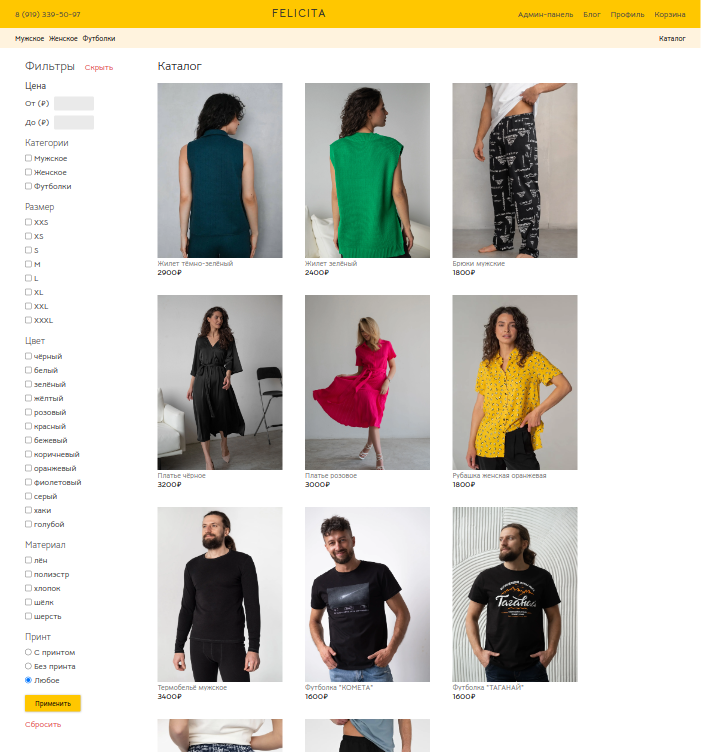 8 (919) 339-50-97
FELICITA
Админ-панель Блог Профиль Корзина
Мужское Женское Футболки
Каталог
Фильтры Скрыть
Цена
От (₽)
До (₽)
Категории
Мужское
Женское
Футболки
Размер
XXS
XS
S
M
L
XL
XXL
XXXL
Цвет
чёрный
белый
зелёный
жёлтый
розовый
красный
бежевый
коричневый
оранжевый
фиолетовый
серый
хаки
голубой
Материал
лён
полиэстр
хлопок
шёлк
шерсть
Принт
С принтом
Без принта
Любое
Применить
Сбросить
Каталог
Жилет тёмно-зелёный
2900₽
Жилет зелёный
2400₽
Брюки мужские
1800₽
Платье чёрное
3200₽
Платье розовое
3000₽
Рубашка женская оранжевая
1800₽
Термобельё мужское
3400₽
Футболка "КОМЕТА"
1600₽
Таганай
Футболка "ТАГАНАЙ"
1600₽